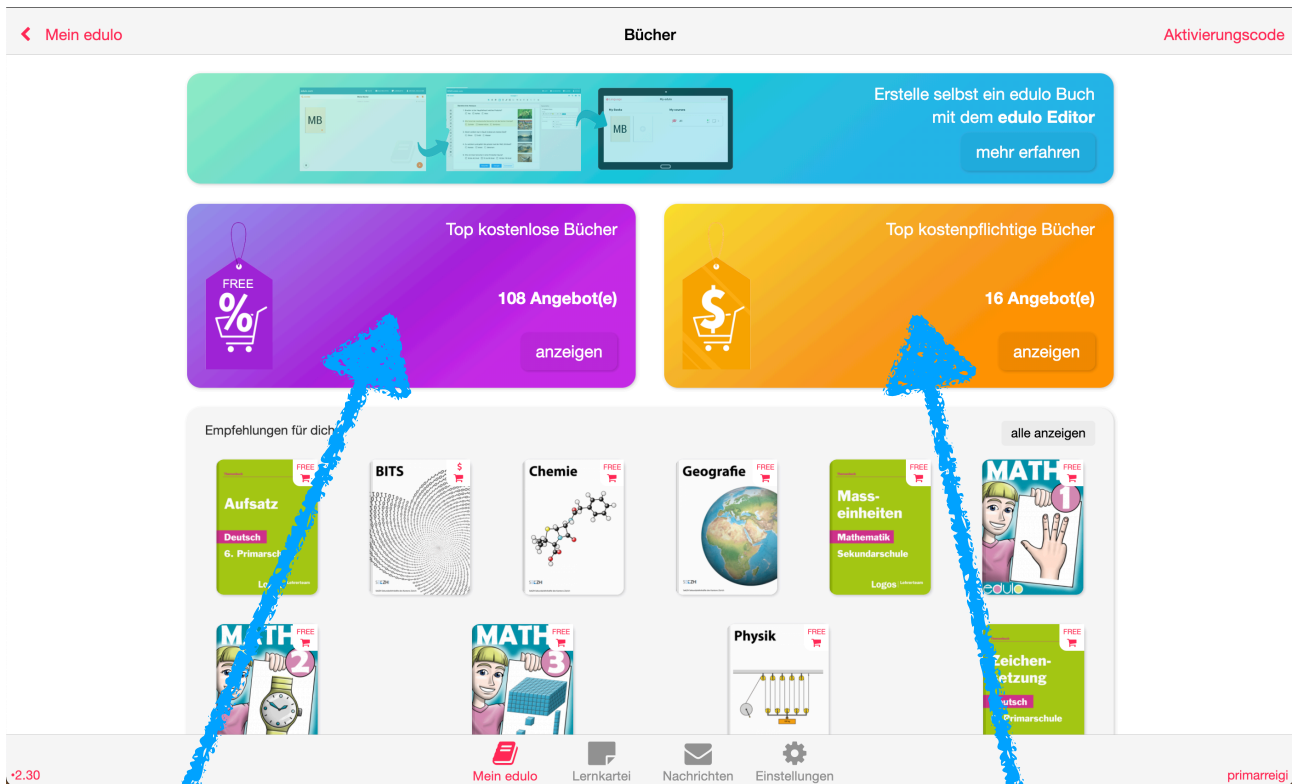 Mein edulo
Bücher
Aktivierungscode
MB
MB
Erstelle selbst ein edulo Buch
mit dem edulo Editor
mehr erfahren
FREE
%
Top kostenlose Bücher
108 Angebot(e)
anzeigen
$
Top kostenpflichtige Bücher
16 Angebot(e)
anzeigen
Empfehlungen für dich
alle anzeigen
FREE
Aufsatz
Deutsch
6. Primarsch
BITS
$
Chemie
FREE
Geografie
FREE
FREE
Mass-
einheiten
Mathematik
Sekundarschule
Logos Lehrerteam
MATH
FREE
1
edulo
MATH
FREE
2
MATH
FREE
3
Physik
FREE
FREE
Zeichen-
setzung
Mein edulo
Lernkartei
Nachrichten
Einstellungen
•2.30
primarreigi